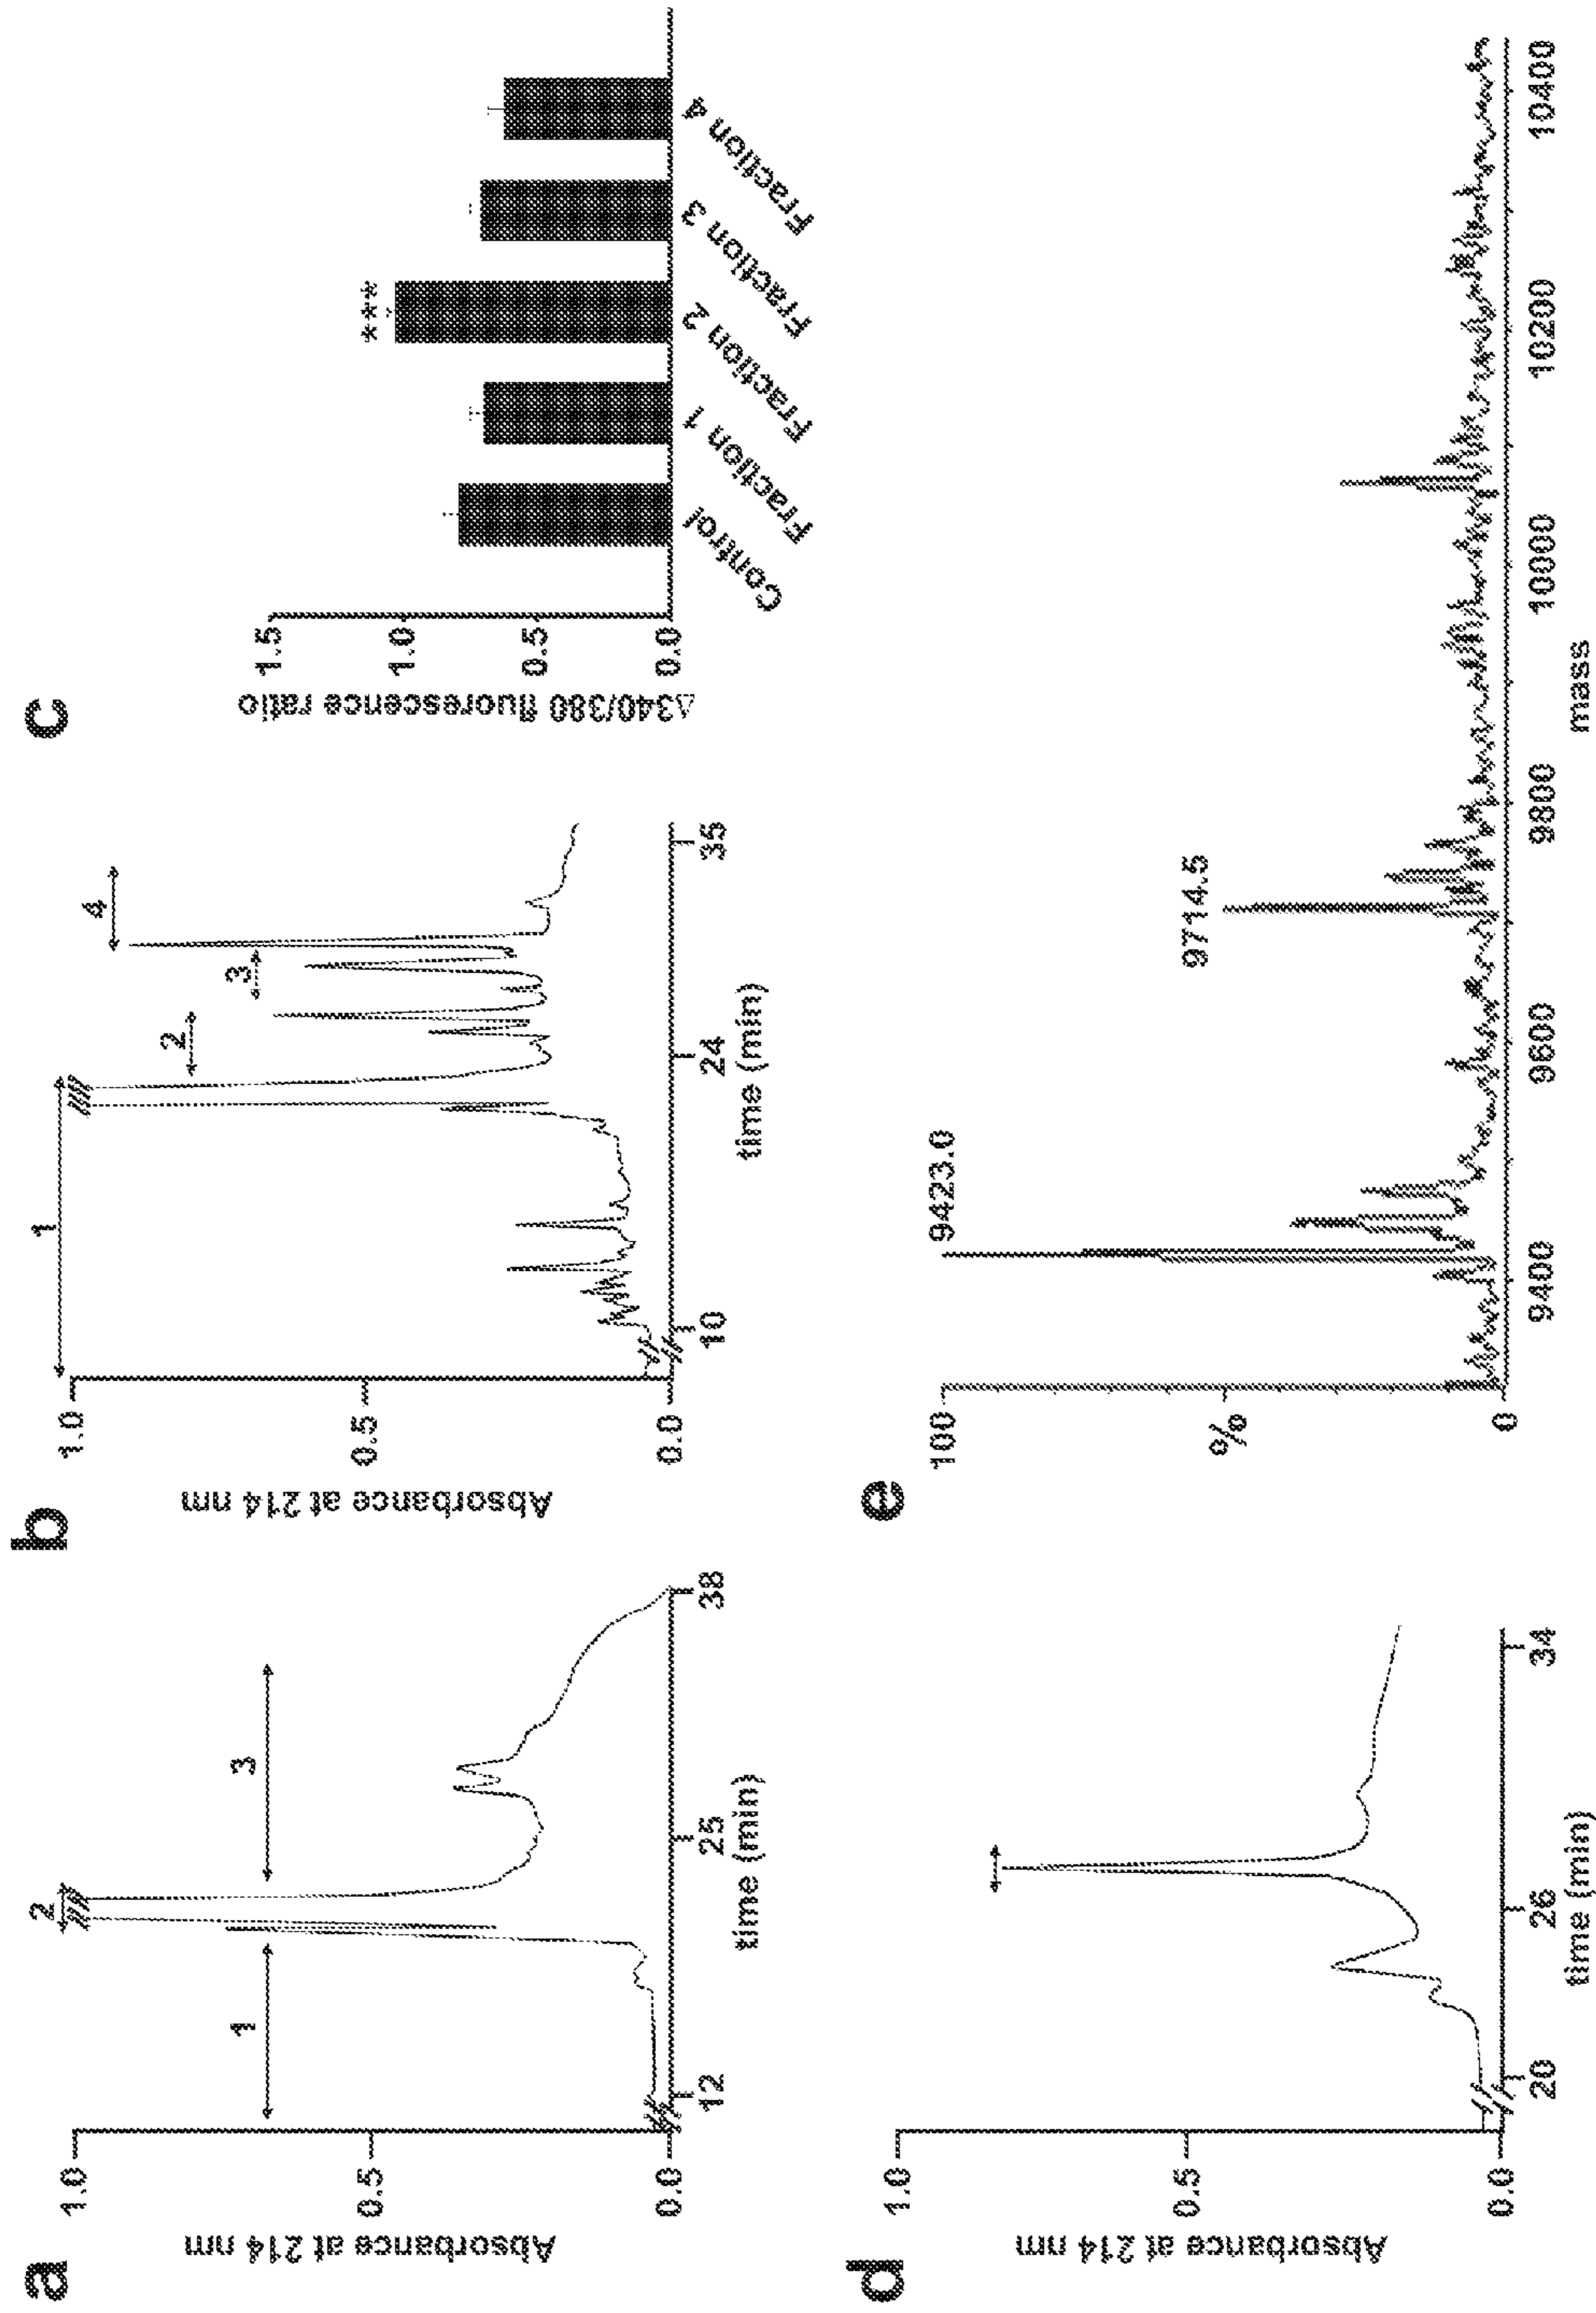 a
Absorbance at 214 nm
1.0
0.5
0.0
1
2
3
12
25
38
time (min)
b
Absorbance at 214 nm
1.0
0.5
0.0
1
2
3
4
10
24
35
time (min)
c
Δ340/380 fluorescence ratio
1.5
1.0
0.5
0.0
***
Control
Fraction 1
Fraction 2
Fraction 3
Fraction 4
d
Absorbance at 214 nm
1.0
0.5
0.0
20
26
34
time (min)
e
100
%
0
9423.0
9714.5
9400
9600
9800
10000
10200
10400
mass